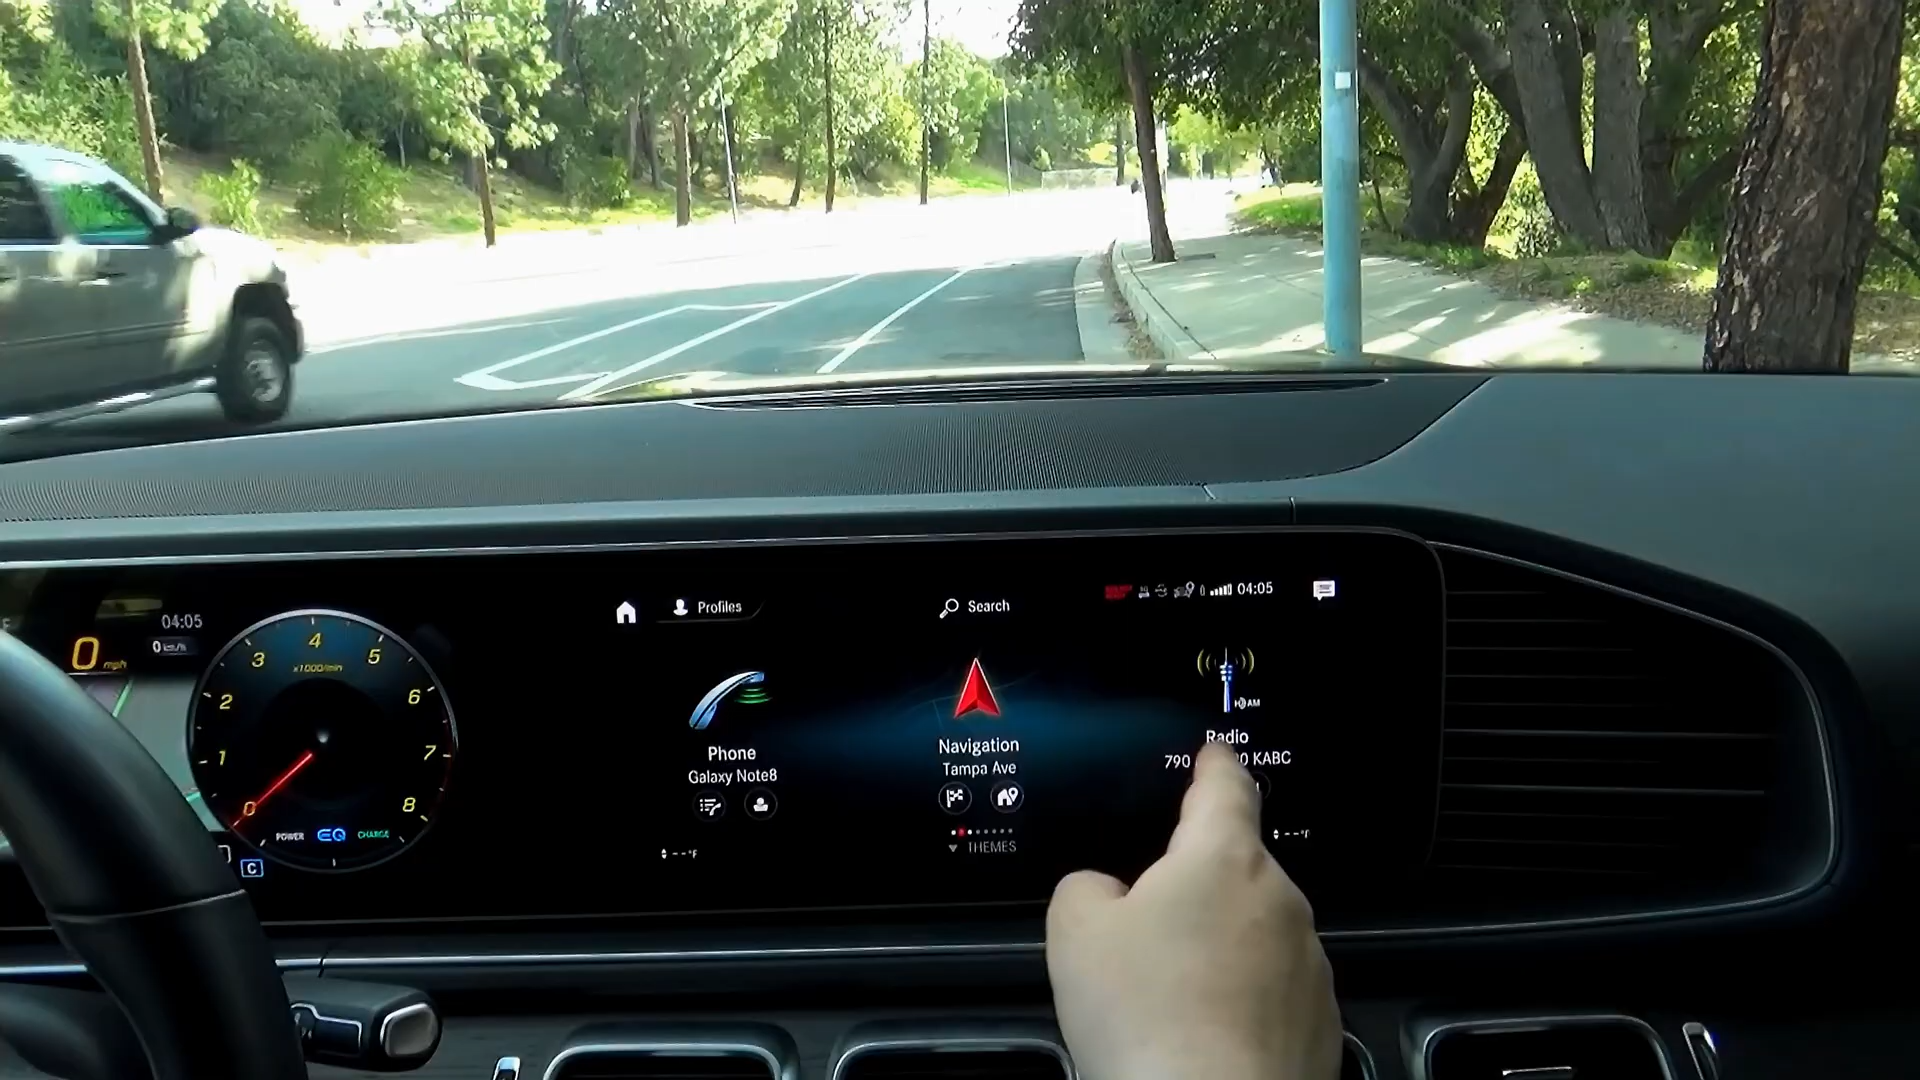 04:05
0 mph
0 km/h
1
2
3
4
5
6
7
8
0
x1000/min
POWER
EQ
CHARGE
C
Profiles
Search
04:05
Phone
Galaxy Note8
Navigation
Tampa Ave
THEMES
AM
Radio
790
KABC
--°F
--°F